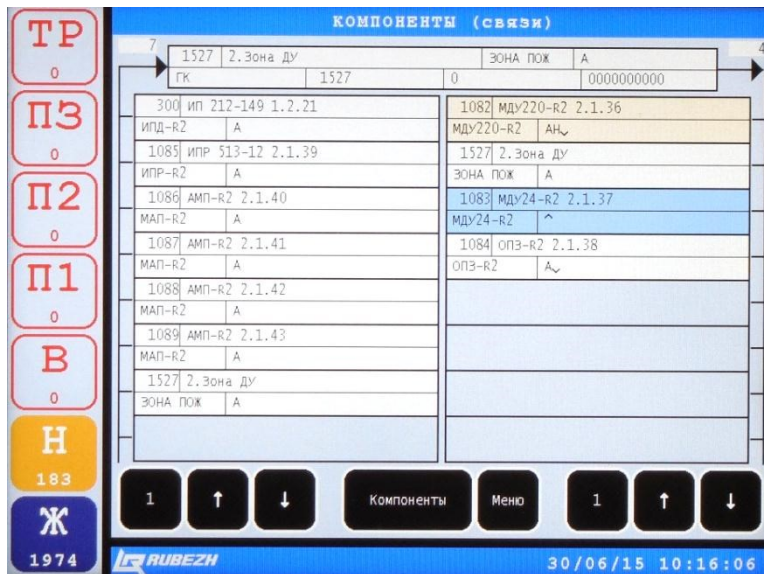 КОМПОНЕНТЫ (связи)
ТР
0
ПЗ
0
П2
0
П1
0
В
0
Н
183
Ж
1974
7
4
1527 2.Зона ДУ ЗОНА ПОЖ А
ГК 1527 0 0000000000
300 ИП 212-149 1.2.21
ИПД-R2 А
1085 ИПР 513-12 2.1.39
ИПР-R2 А
1086 АМП-R2 2.1.40
МАП-R2 А
1087 АМП-R2 2.1.41
МАП-R2 А
1088 АМП-R2 2.1.42
МАП-R2 А
1089 АМП-R2 2.1.43
МАП-R2 А
1527 2.Зона ДУ
ЗОНА ПОЖ А
1082 МДУ220-R2 2.1.36
МДУ220-R2 АН
1527 2.Зона ДУ
ЗОНА ПОЖ А
1083 МДУ24-R2 2.1.37
МДУ24-R2 ^
1084 ОПЗ-R2 2.1.38
ОПЗ-R2 А
1 ↑ ↓ Компоненты Меню 1 ↑ ↓
RUBEZH 30/06/15 10:16:06